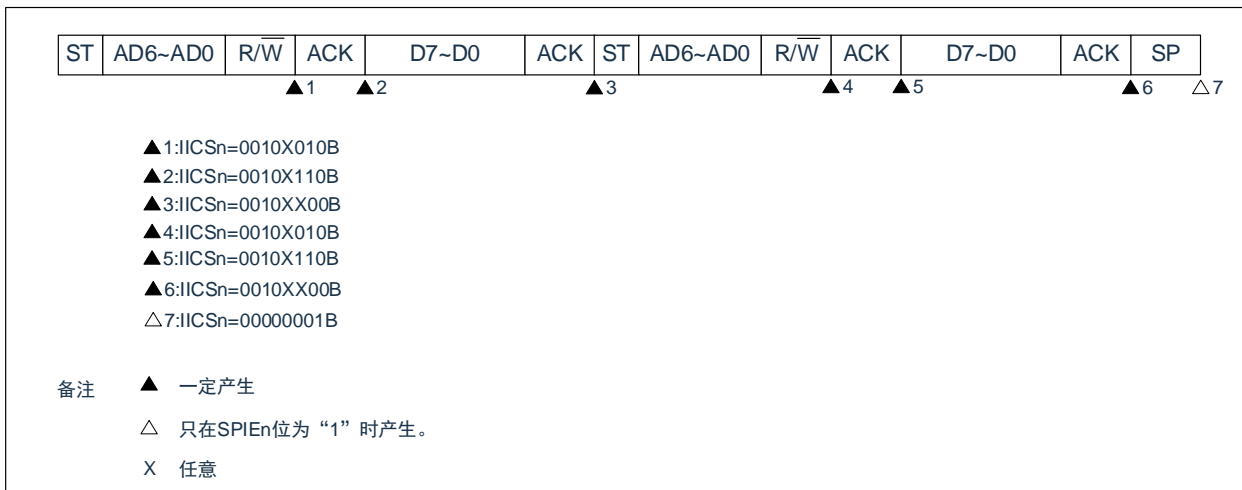 ST AD6~AD0 R/W ACK D7~D0 ACK ST AD6~AD0 R/W ACK D7~D0 ACK SP
▲1 ▲2 ▲3 ▲4 ▲5 ▲6 △7
▲1:IICSn=0010X010B
▲2:IICSn=0010X110B
▲3:IICSn=0010XX00B
▲4:IICSn=0010X010B
▲5:IICSn=0010X110B
▲6:IICSn=0010XX00B
△7:IICSn=00000001B
备注 ▲ 一定产生
△ 只在SPIEn位为“1”时产生。
X 任意